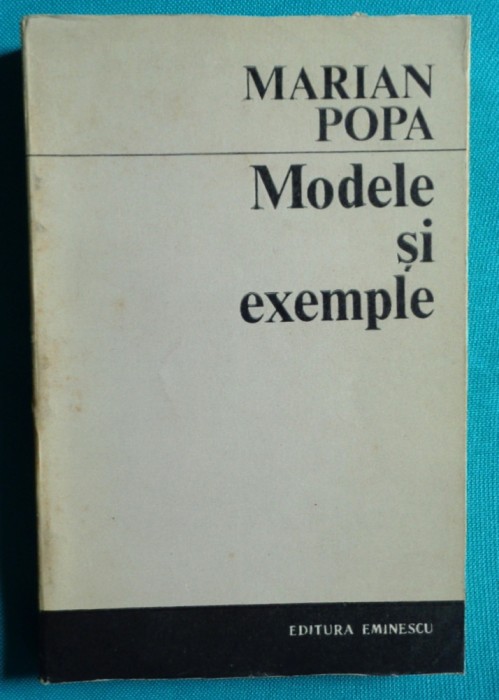 MARIAN
POPA
Modele
și
exemple
EDITURA EMINESCU